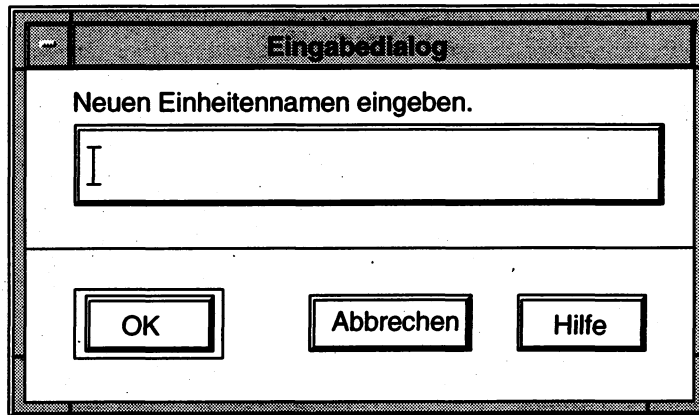 Eingabedialog
Neuen Einheitennamen eingeben.
OK
Abbrechen
Hilfe